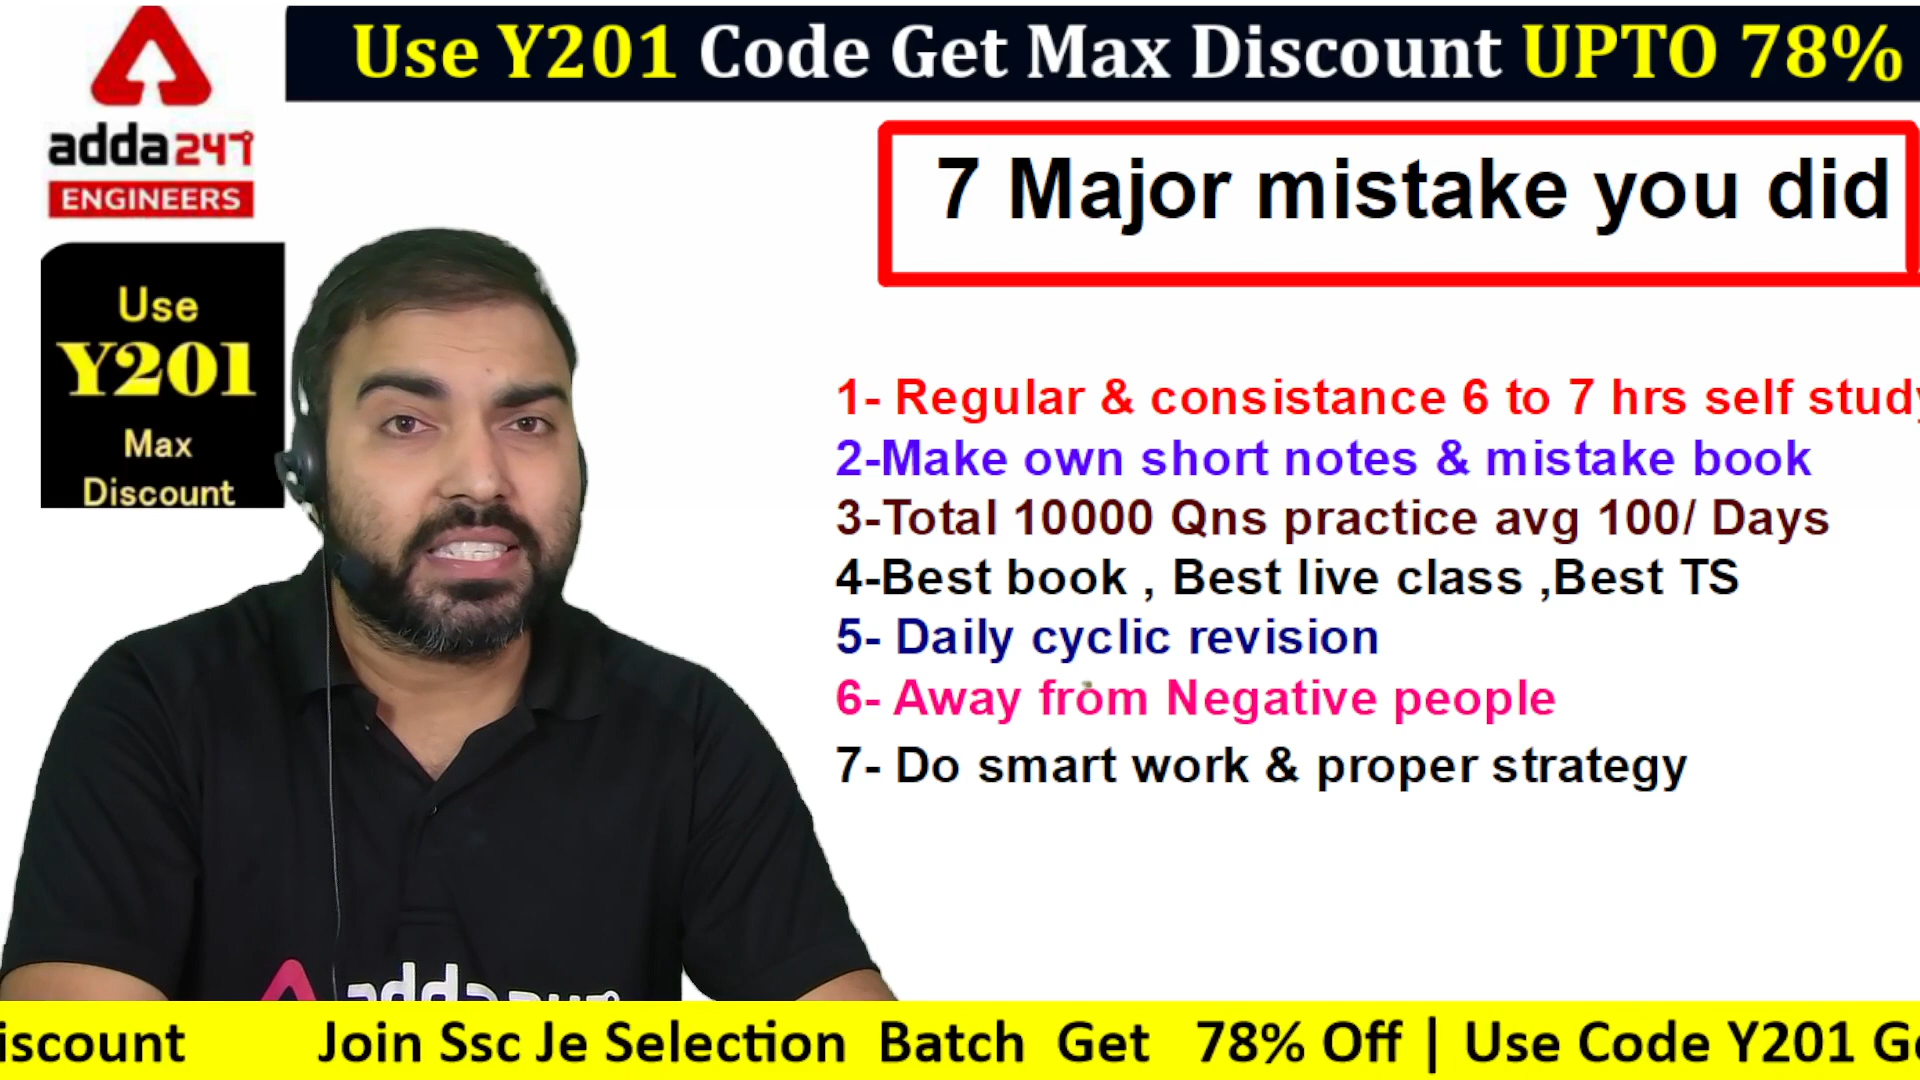 Use Y201 Code Get Max Discount UPTO 78%
adda247
ENGINEERS
Use
Y201
Max
Discount
7 Major mistake you did
1- Regular & consistance 6 to 7 hrs self study
2-Make own short notes & mistake book
3-Total 10000 Qns practice avg 100/ Days
4-Best book , Best live class ,Best TS
5- Daily cyclic revision
6- Away from Negative people
7- Do smart work & proper strategy
adda247
iscount Join Ssc Je Selection Batch Get 78% Off | Use Code Y201 G